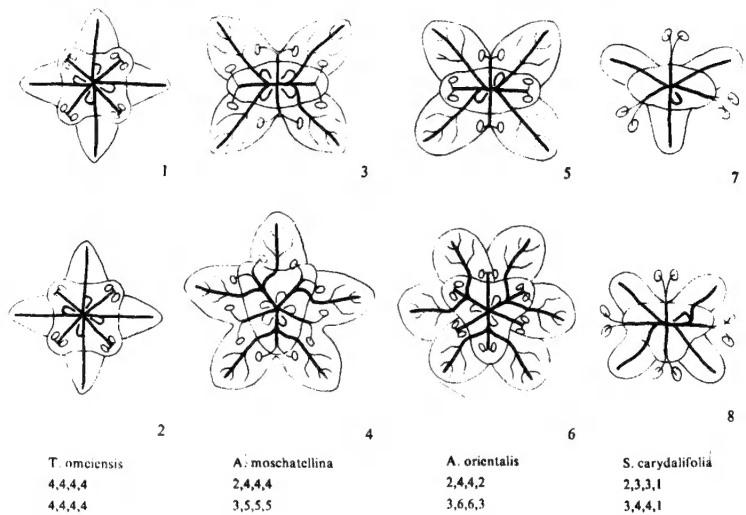 1 3 5 7
2 4 6 8
T. omeiensis A. moschatellina A. orientalis S. carydalifolia
4,4,4,4 2,4,4,4 2,4,4,2 2,3,3,1
4,4,4,4 3,5,5,5 3,6,6,3 3,4,4,1